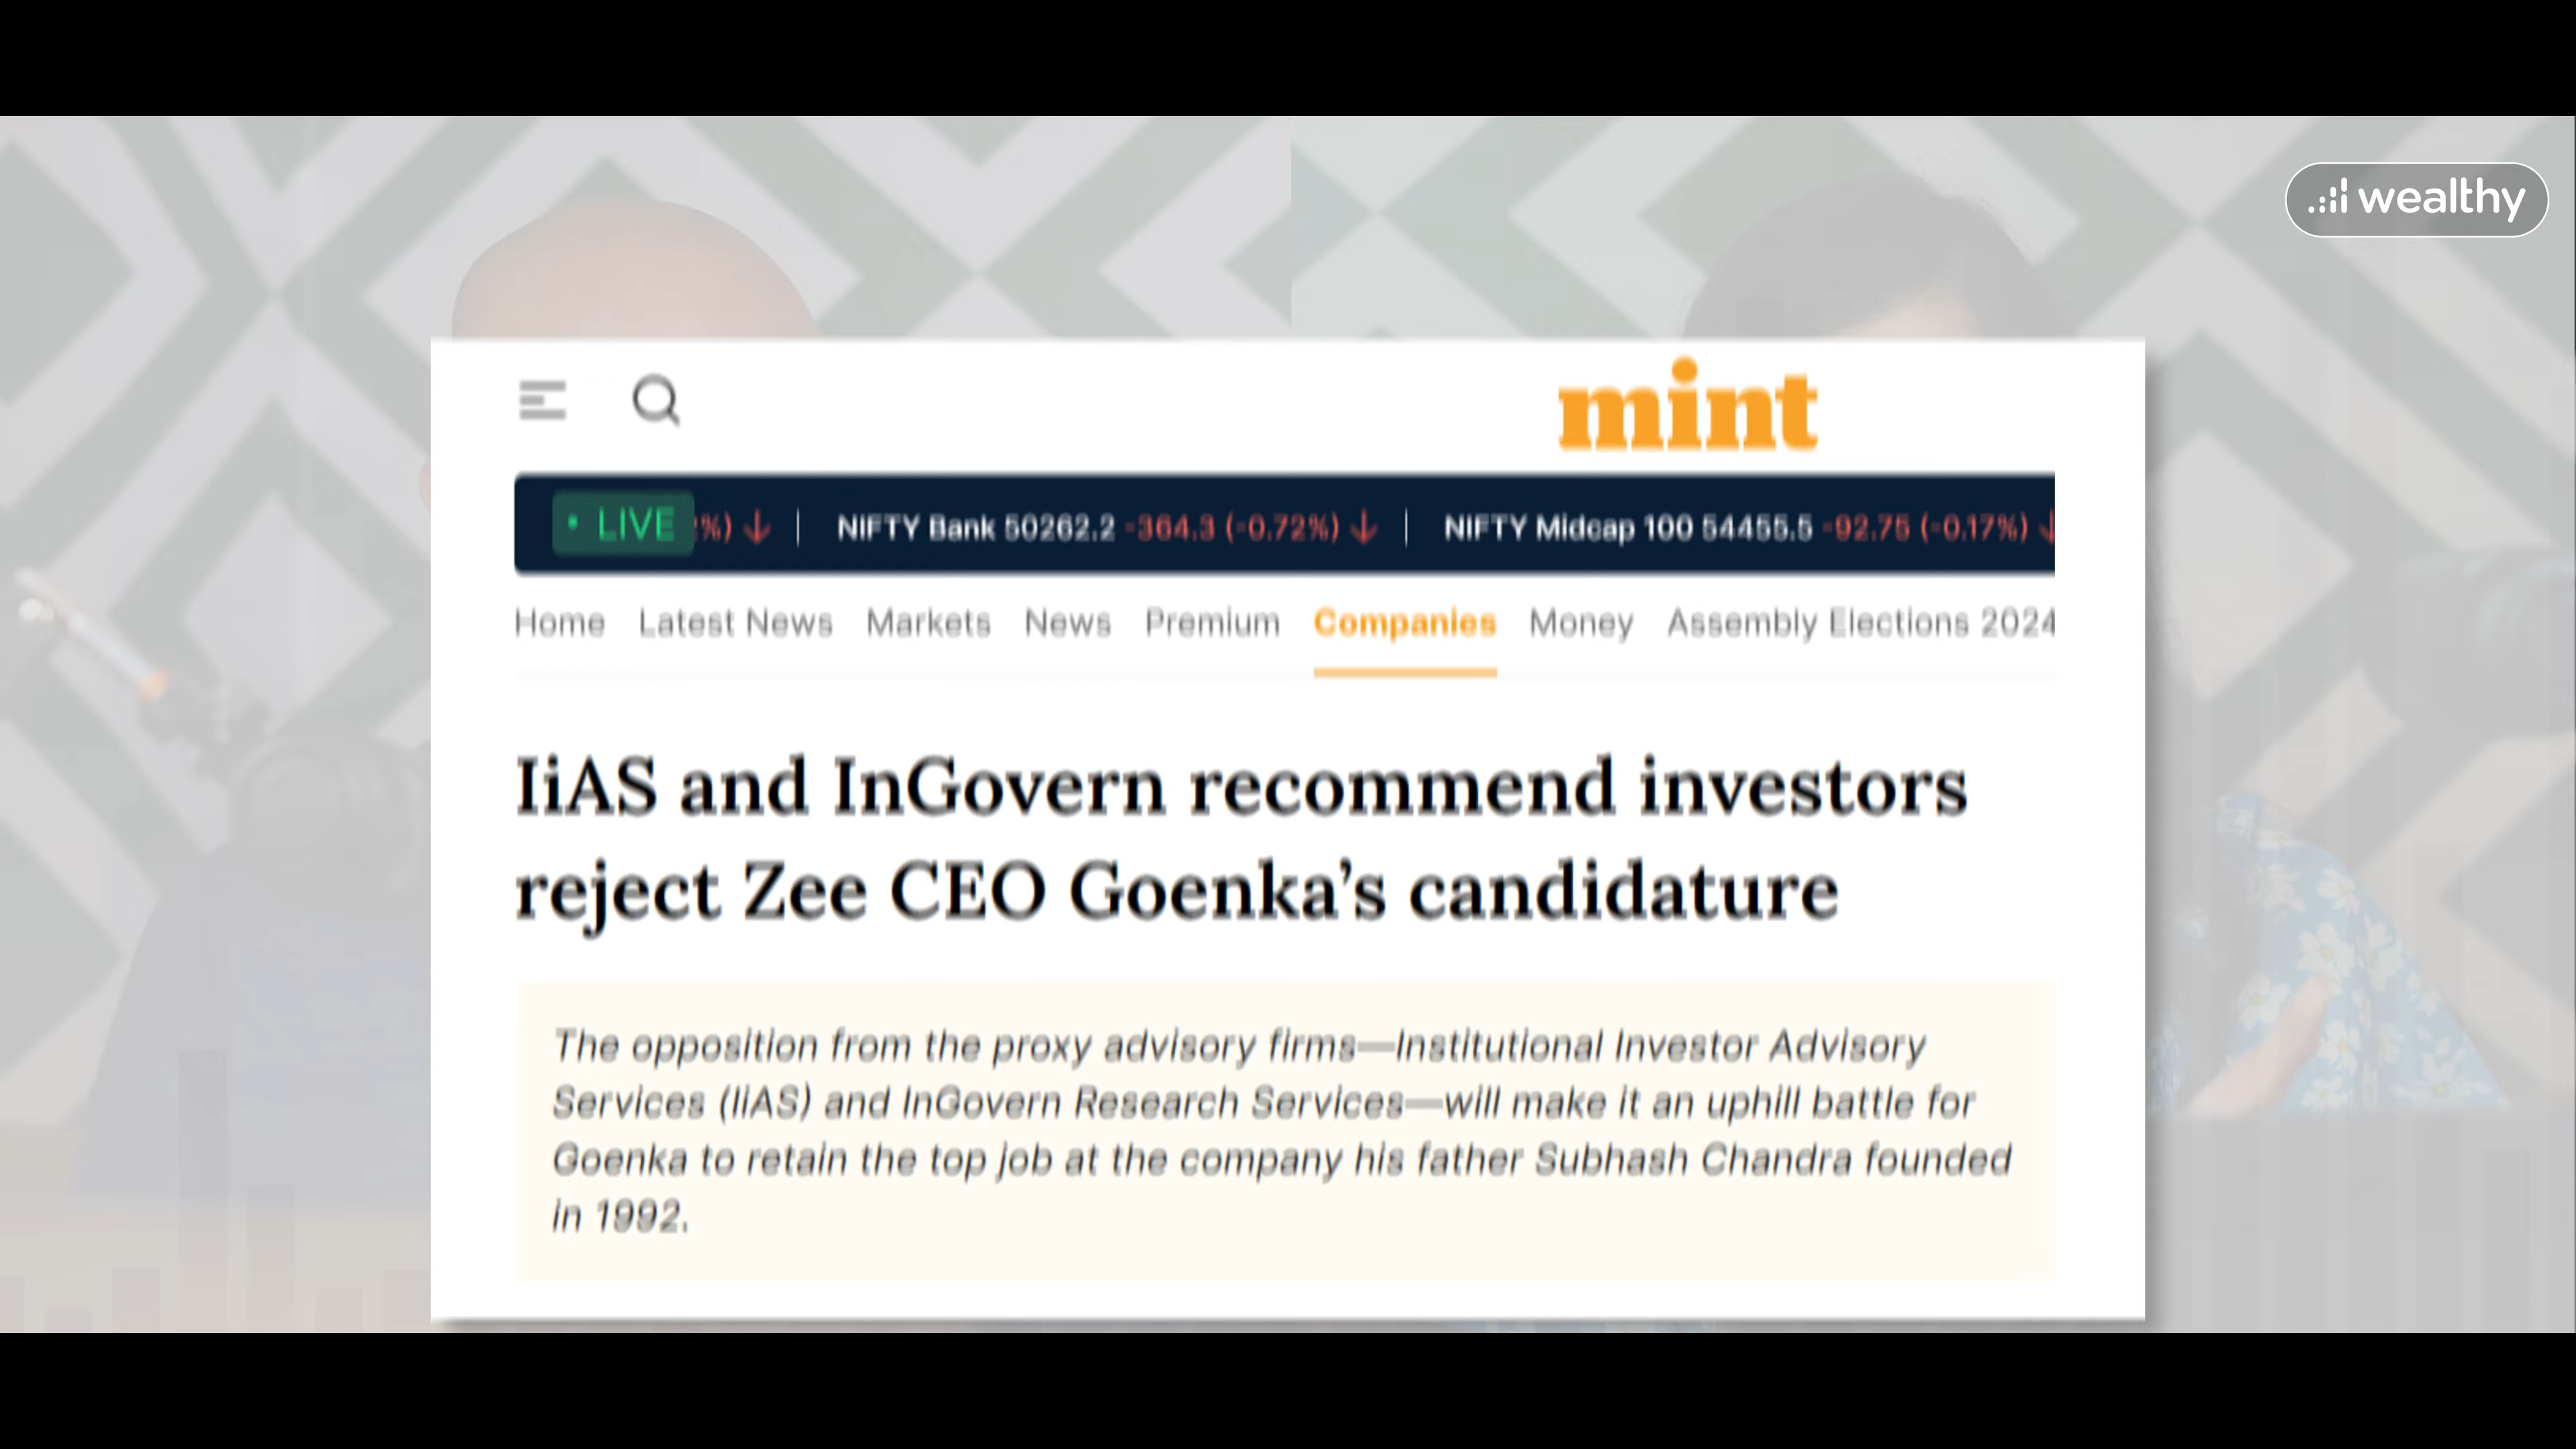 wealthy
mint
LIVE %) | NIFTY Bank 50262.2 -364.3 (-0.72%) | NIFTY Midcap 100 54455.5 -92.75 (-0.17%)
Home Latest News Markets News Premium Companies Money Assembly Elections 2024
IiAS and InGovern recommend investors
reject Zee CEO Goenka’s candidature
The opposition from the proxy advisory firms—Institutional Investor Advisory
Services (IiAS) and InGovern Research Services—will make it an uphill battle for
Goenka to retain the top job at the company his father Subhash Chandra founded
in 1992.